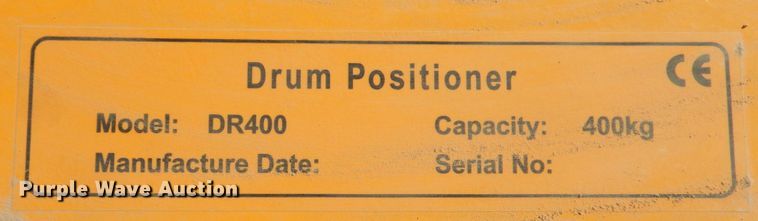 Drum Positioner CE
Model: DR400 Capacity: 400kg
Manufacture Date: Serial No:
Purple Wave Auction